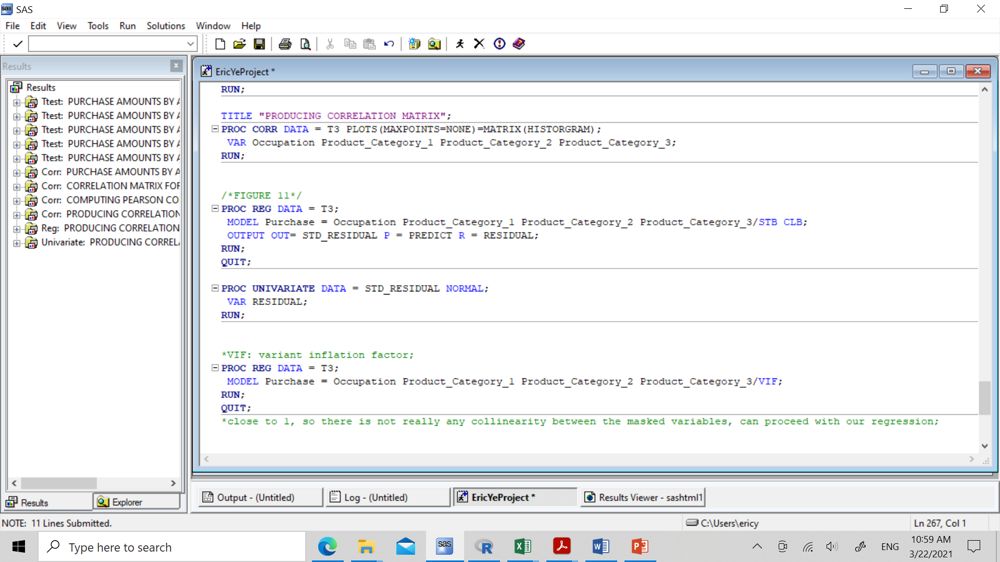 SAS
File Edit View Tools Run Solutions Window Help
Results
Results
Ttest: PURCHASE AMOUNTS BY A
Ttest: PURCHASE AMOUNTS BY A
Ttest: PURCHASE AMOUNTS BY A
Ttest: PURCHASE AMOUNTS BY A
Ttest: PURCHASE AMOUNTS BY A
Corr: PURCHASE AMOUNTS BY A
Corr: CORRELATION MATRIX FOR
Corr: COMPUTING PEARSON CO
Corr: PRODUCING CORRELATION
Reg: PRODUCING CORRELATION
Univariate: PRODUCING CORREL
Results
Explorer
EricYeProject *
RUN;
TITLE "PRODUCING CORRELATION MATRIX";
PROC CORR DATA = T3 PLOTS(MAXPOINTS=NONE)=MATRIX(HISTORGRAM);
VAR Occupation Product_Category_1 Product_Category_2 Product_Category_3;
RUN;
/*FIGURE 11*/
PROC REG DATA = T3;
MODEL Purchase = Occupation Product_Category_1 Product_Category_2 Product_Category_3/STB CLB;
OUTPUT OUT= STD_RESIDUAL P = PREDICT R = RESIDUAL;
RUN;
QUIT;
PROC UNIVARIATE DATA = STD_RESIDUAL NORMAL;
VAR RESIDUAL;
RUN;
*VIF: variant inflation factor;
PROC REG DATA = T3;
MODEL Purchase = Occupation Product_Category_1 Product_Category_2 Product_Category_3/VIF;
RUN;
QUIT;
*close to 1, so there is not really any collinearity between the masked variables, can proceed with our regression;
Output - (Untitled)
Log - (Untitled)
EricYeProject *
Results Viewer - sashtml1
NOTE: 11 Lines Submitted.
C:\Users\ericy
Ln 267, Col 1
Type here to search
sas
ENG
10:59 AM
3/22/2021